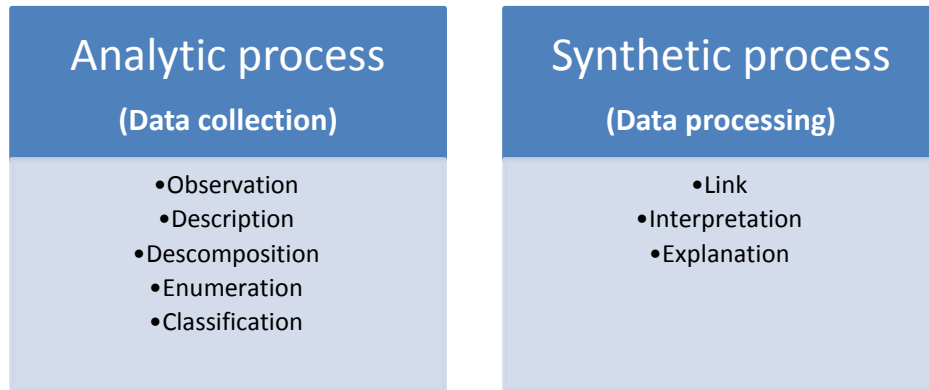 Analytic process
(Data collection)
•Observation
•Description
•Descomposition
•Enumeration
•Classification
Synthetic process
(Data processing)
•Link
•Interpretation
•Explanation